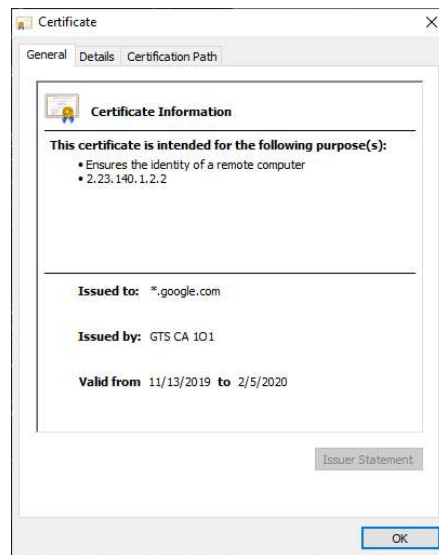 Certificate
General Details Certification Path
Certificate Information
This certificate is intended for the following purpose(s):
• Ensures the identity of a remote computer
• 2.23.140.1.2.2
Issued to: *.google.com
Issued by: GTS CA 1O1
Valid from 11/13/2019 to 2/5/2020
Issuer Statement
OK